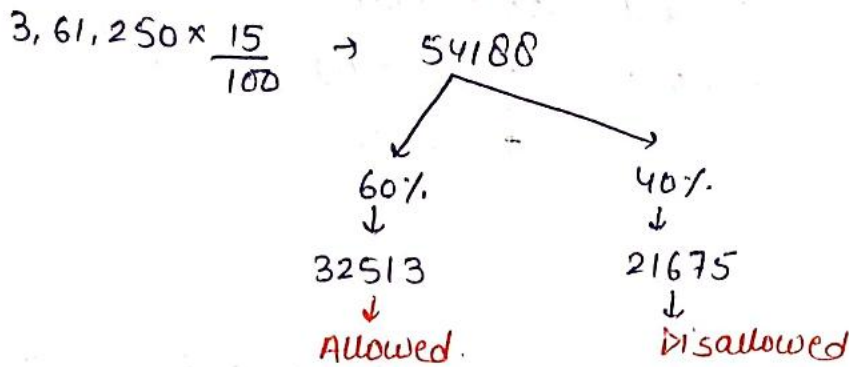 3,61,250 x 15/100 → 54188
60% 40%
↓ ↓
32513 21675
↓ ↓
Allowed. Disallowed